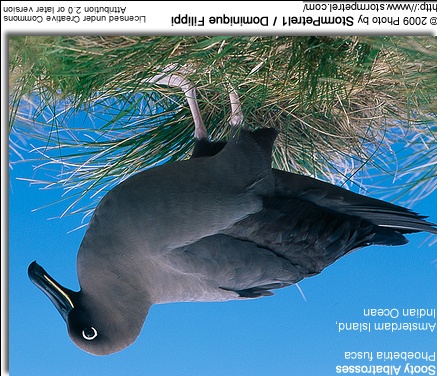 Sooty Albatrosses
Phoebetria fusca
Amsterdam Island,
Indian Ocean
© 2009 Photo by StormPetrel1 / Dominique Filippi
http://www.stormpetrel.com/
Licensed under Creative Commons
Attribution 2.0 or later version